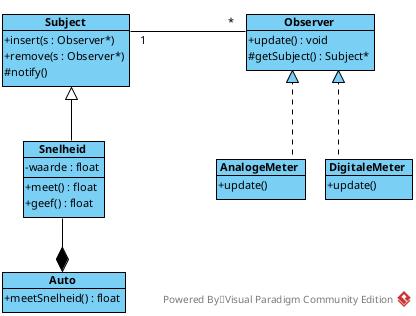 Subject
+insert(s : Observer*)
+remove(s : Observer*)
#notify()
1
*
Observer
+update() : void
#getSubject() : Subject*
Snelheid
-waarde : float
+meet() : float
+geef() : float
AnalogeMeter
+update()
DigitaleMeter
+update()
Auto
+meetSnelheid() : float
Powered By Visual Paradigm Community Edition